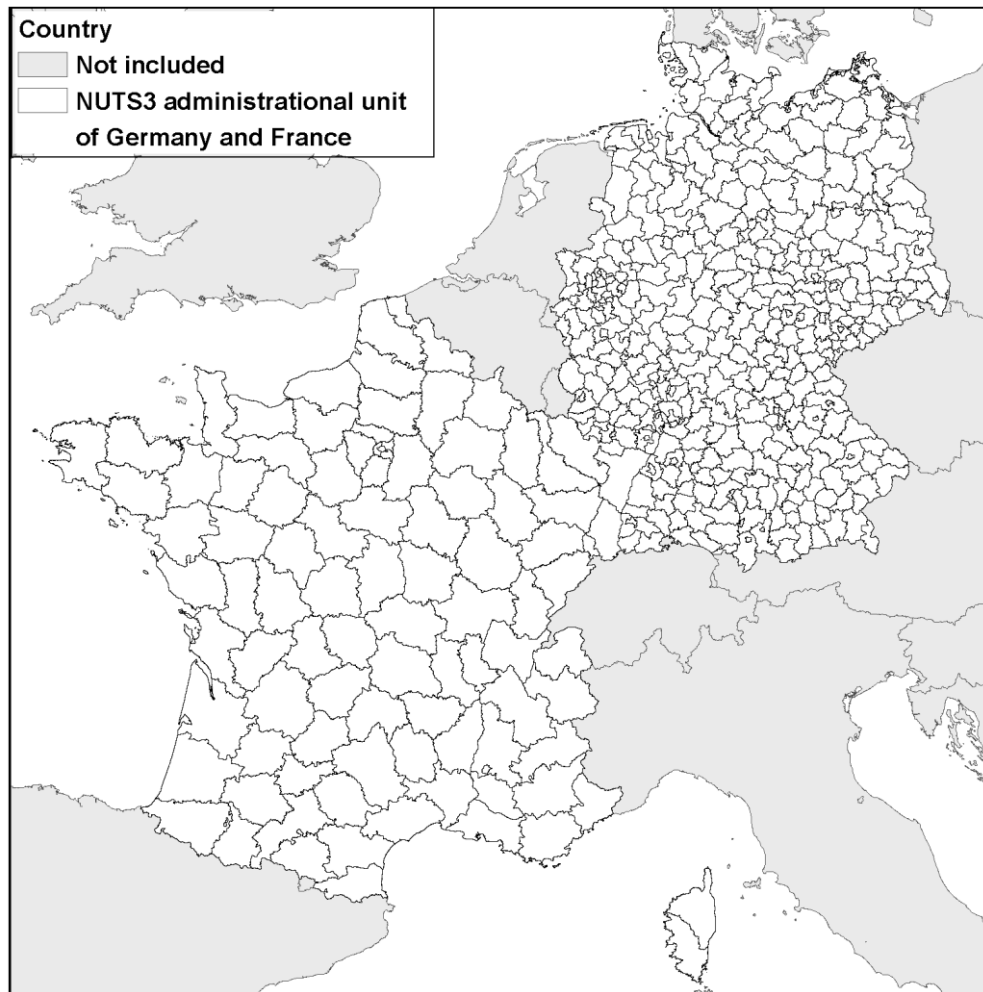 Country
Not included
NUTS3 administrational unit
of Germany and France